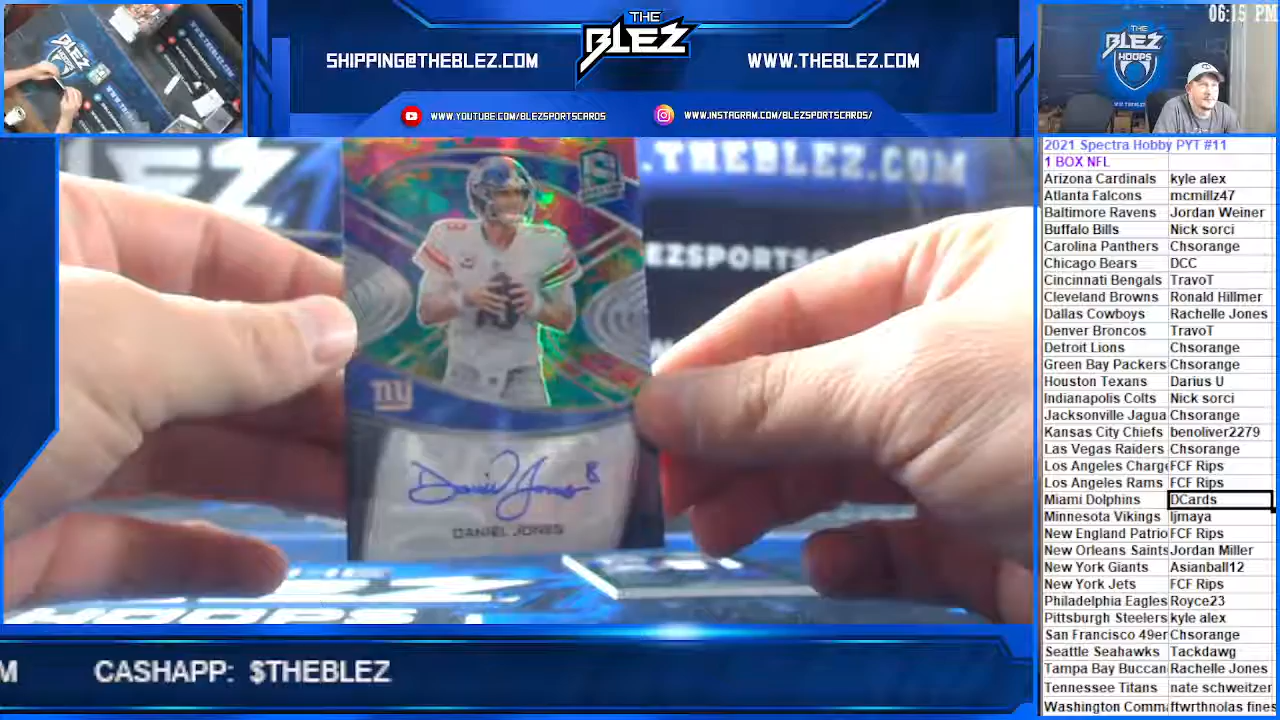 06:15 PM
SHIPPING@THEBLEZ.COM
THE
BLEZ
WWW.THEBLEZ.COM
WWW.YOUTUBE.COM/BLEZSPORTSCARDS
WWW.INSTAGRAM.COM/BLEZSPORTSCARDS/
THE
BLEZ
HOOPS
.THEBLEZ.COM
EZSPORTS
ny
Daniel Jones 8
DANIEL JONES
HOOPS
M CASHAPP: $THEBLEZ
2021 Spectra Hobby PYT #11
1 BOX NFL
Arizona Cardinals kyle alex
Atlanta Falcons mcmillz47
Baltimore Ravens Jordan Weiner
Buffalo Bills Nick sorci
Carolina Panthers Chsorange
Chicago Bears DCC
Cincinnati Bengals TravoT
Cleveland Browns Ronald Hillmer
Dallas Cowboys Rachelle Jones
Denver Broncos TravoT
Detroit Lions Chsorange
Green Bay Packers Chsorange
Houston Texans Darius U
Indianapolis Colts Nick sorci
Jacksonville Jagua Chsorange
Kansas City Chiefs benoliver2279
Las Vegas Raiders Chsorange
Los Angeles Charge FCF Rips
Los Angeles Rams FCF Rips
Miami Dolphins DCards
Minnesota Vikings ljmaya
New England Patrio FCF Rips
New Orleans Saints Jordan Miller
New York Giants Asianball12
New York Jets FCF Rips
Philadelphia Eagles Royce23
Pittsburgh Steelers kyle alex
San Francisco 49er Chsorange
Seattle Seahawks Tackdawg
Tampa Bay Buccan Rachelle Jones
Tennessee Titans nate schweitzer
Washington Comma ftwrthnolas fines